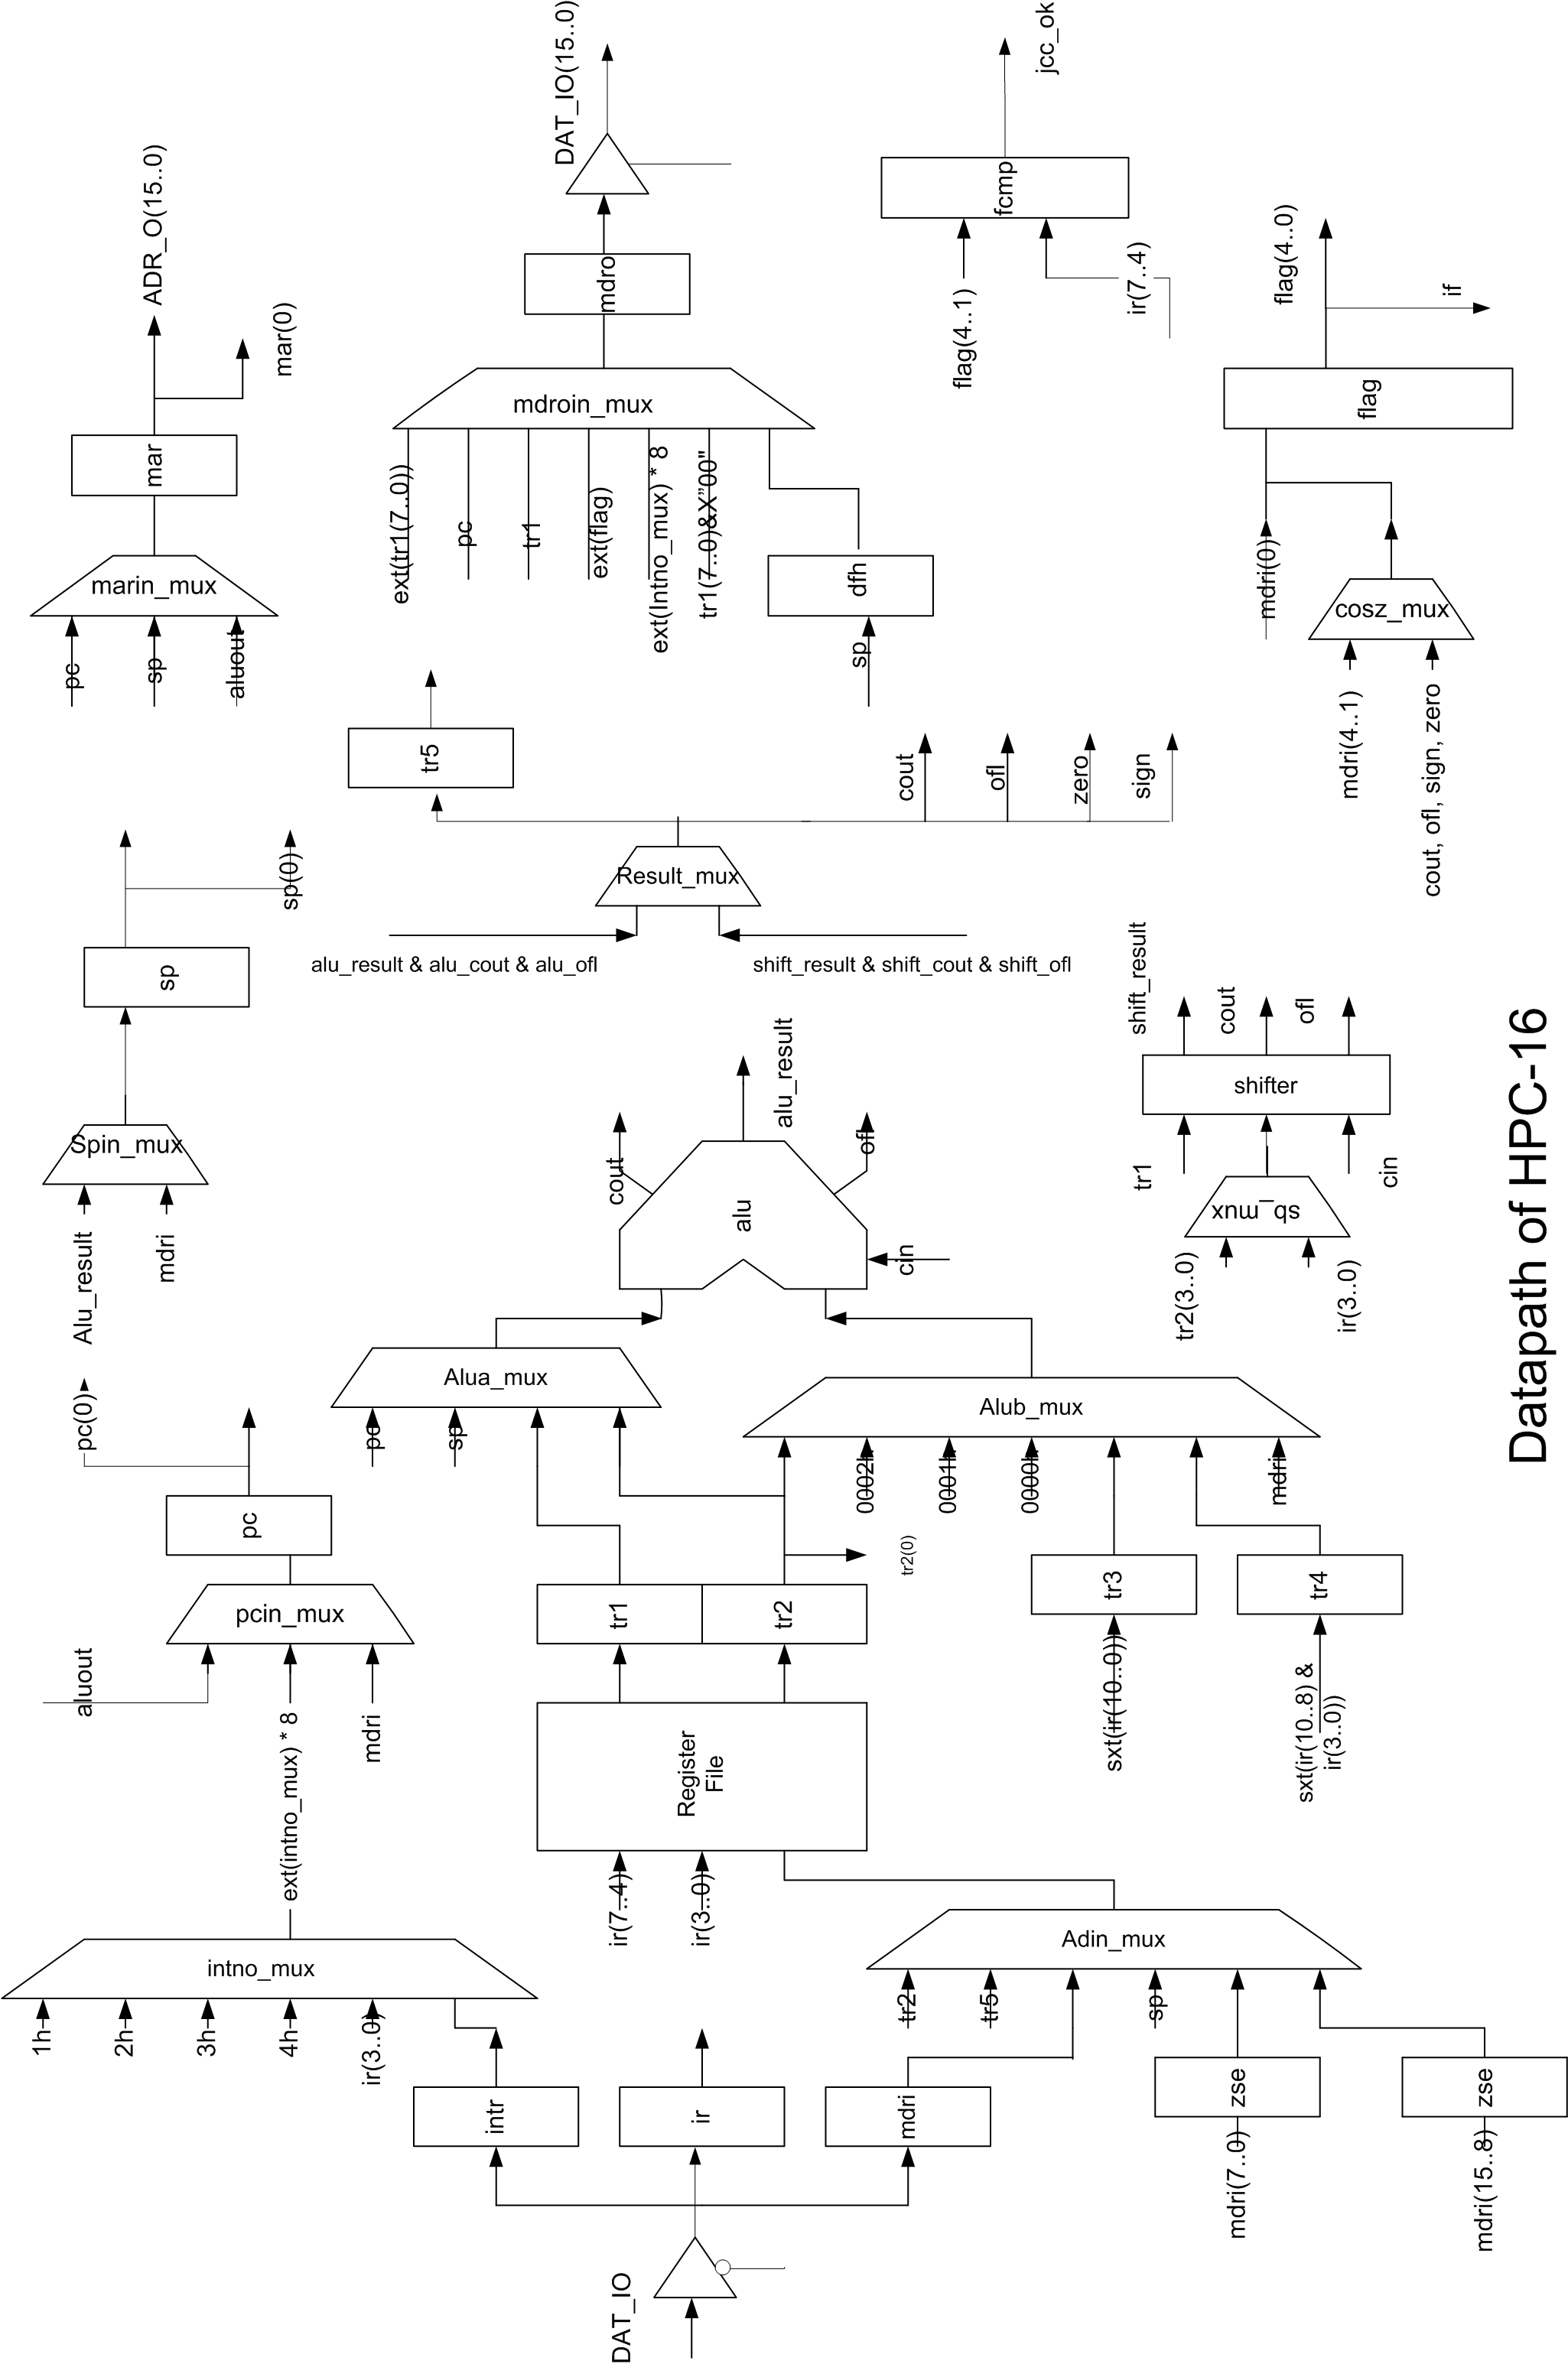 DAT_IO(15..0)
jcc_ok
ADR_O(15..0)
fcmp
mdro
mar(0)
flag(4..1)
ir(7..4)
flag(4..0)
if
mar
mdroin_mux
flag
marin_mux
pc
sp
aluout
ext(tr1(7..0))
pc
tr1
ext(flag)
ext(Intno_mux) * 8
tr1(7..0)&X"00"
dfh
sp
mdri(0)
cosz_mux
mdri(4..1)
cout, ofl, sign, zero
tr5
cout
ofl
zero
sign
sp(0)
Result_mux
sp
alu_result & alu_cout & alu_ofl
shift_result & shift_cout & shift_ofl
shift_result
cout
ofl
Spin_mux
Alu_result
mdri
alu_result
cout
ofl
alu
cin
shifter
tr1
cin
sb_mux
tr2(3..0)
ir(3..0)
Datapath of HPC-16
pc(0)
Alua_mux
pc
sp
Alub_mux
0002h
0001h
0000h
mdri
pc
pcin_mux
aluout
ext(intno_mux) * 8
mdri
tr1
tr2
tr2(0)
tr3
tr4
sxt(ir(10..0))
sxt(ir(10..8) &
ir(3..0))
Register
File
ir(7..4)
ir(3..0)
intno_mux
1h
2h
3h
4h
ir(3..0)
Adin_mux
tr2
tr5
sp
intr
ir
mdri
zse
zse
mdri(7..0)
mdri(15..8)
DAT_IO